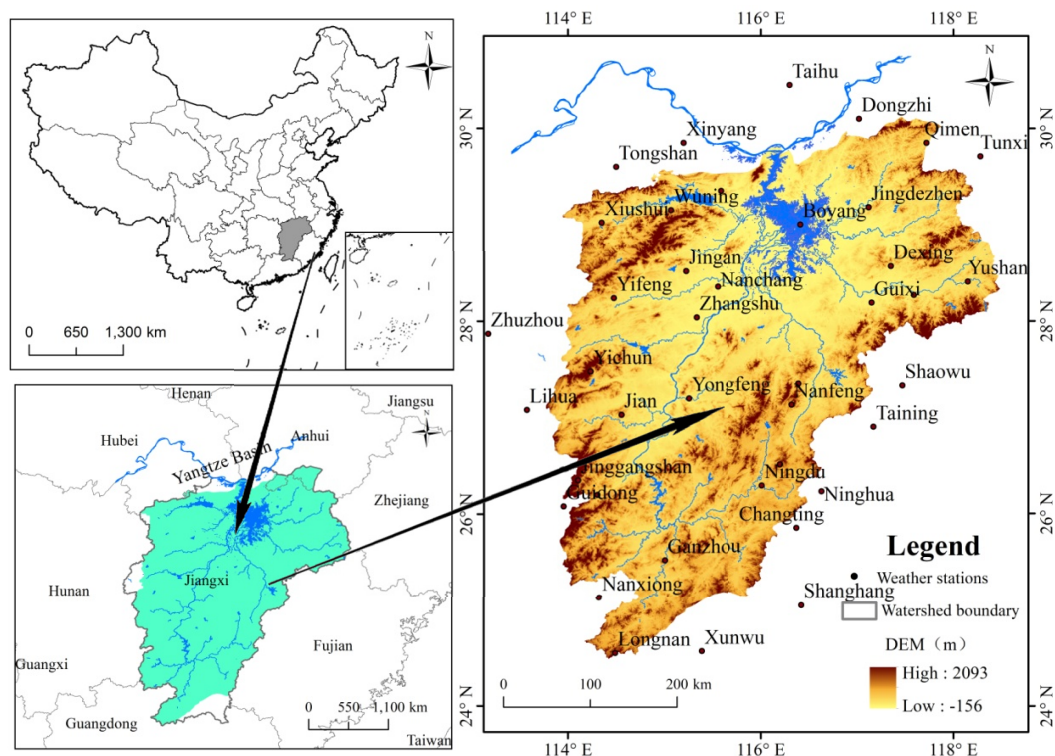 N
0 650 1,300 km
Henan
Jiangsu
N
Hubei
Anhui
Yangtze Basin
Zhejiang
Jiangxi
Hunan
Fujian
Guangxi
0 550 1,100 km
Guangdong
Taiwan
114° E 116° E 118° E
N
Taihu
Dongzhi
30° N
Xinyang
Qimen
Tunxi
Tongshan
Wuning
Jingdezhen
Xiushui
Boyang
Dexing
Jingan
Yushan
Nanchang
Yifeng
Guixi
Zhangshu
28° N
Zhuzhou
Yichun
Shaowu
Yongfeng
Nanfeng
Lihua
Jian
Taining
Jinggangshan
Ningdu
Guidong
Ninghua
26° N
Changting
Ganzhou
Legend
Weather stations
Nanxiong
Shanghang
Watershed boundary
Longnan
Xunwu
DEM（m）
High : 2093
Low : -156
0 100 200 km
24° N
114° E 116° E 118° E